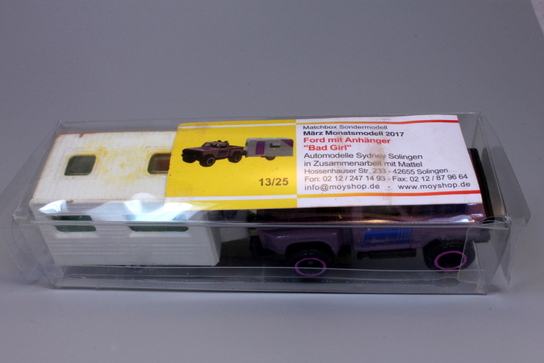 Matchbox Sondermodell
März Monatsmodell 2017
Ford mit Anhänger
"Bad Girl"
Automodelle Sydney Solingen
in Zusammenarbeit mit Mattel
Hossenhauser Str. 233 - 42655 Solingen
Fon: 02 12 / 247 14 93 - Fax: 02 12 / 87 96 64
info@moyshop.de - www.moyshop.de
13/25